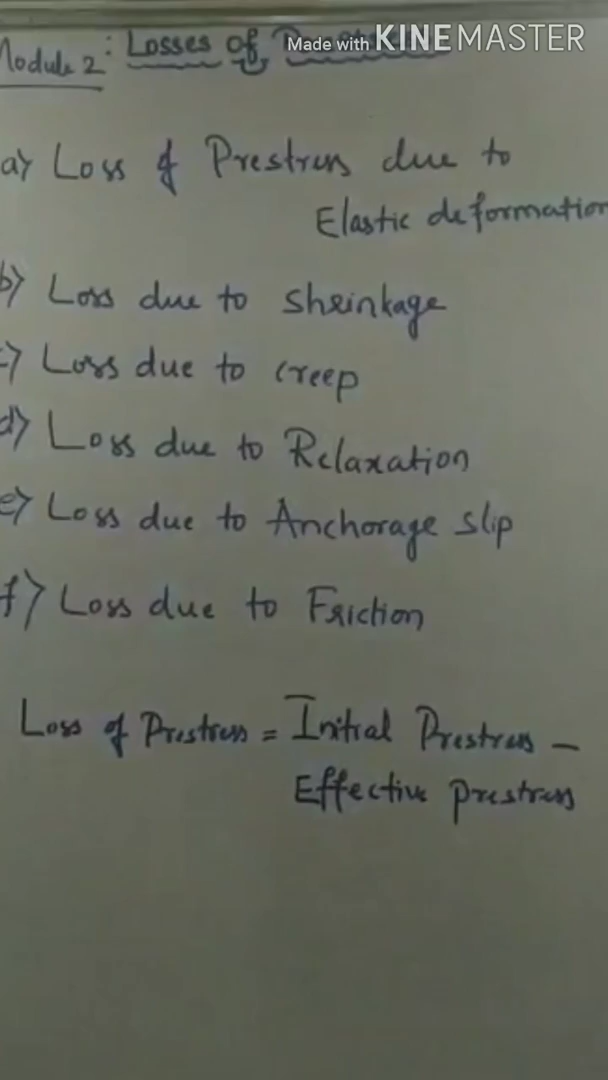 Module 2: Losses of
Made with KINEMASTER
a) Loss of Prestress due to
Elastic deformation
b) Loss due to shrinkage
c) Loss due to creep
d) Loss due to Relaxation
e) Loss due to Anchorage slip
f) Loss due to Friction
Loss of Prestress = Initial Prestress -
Effective prestress